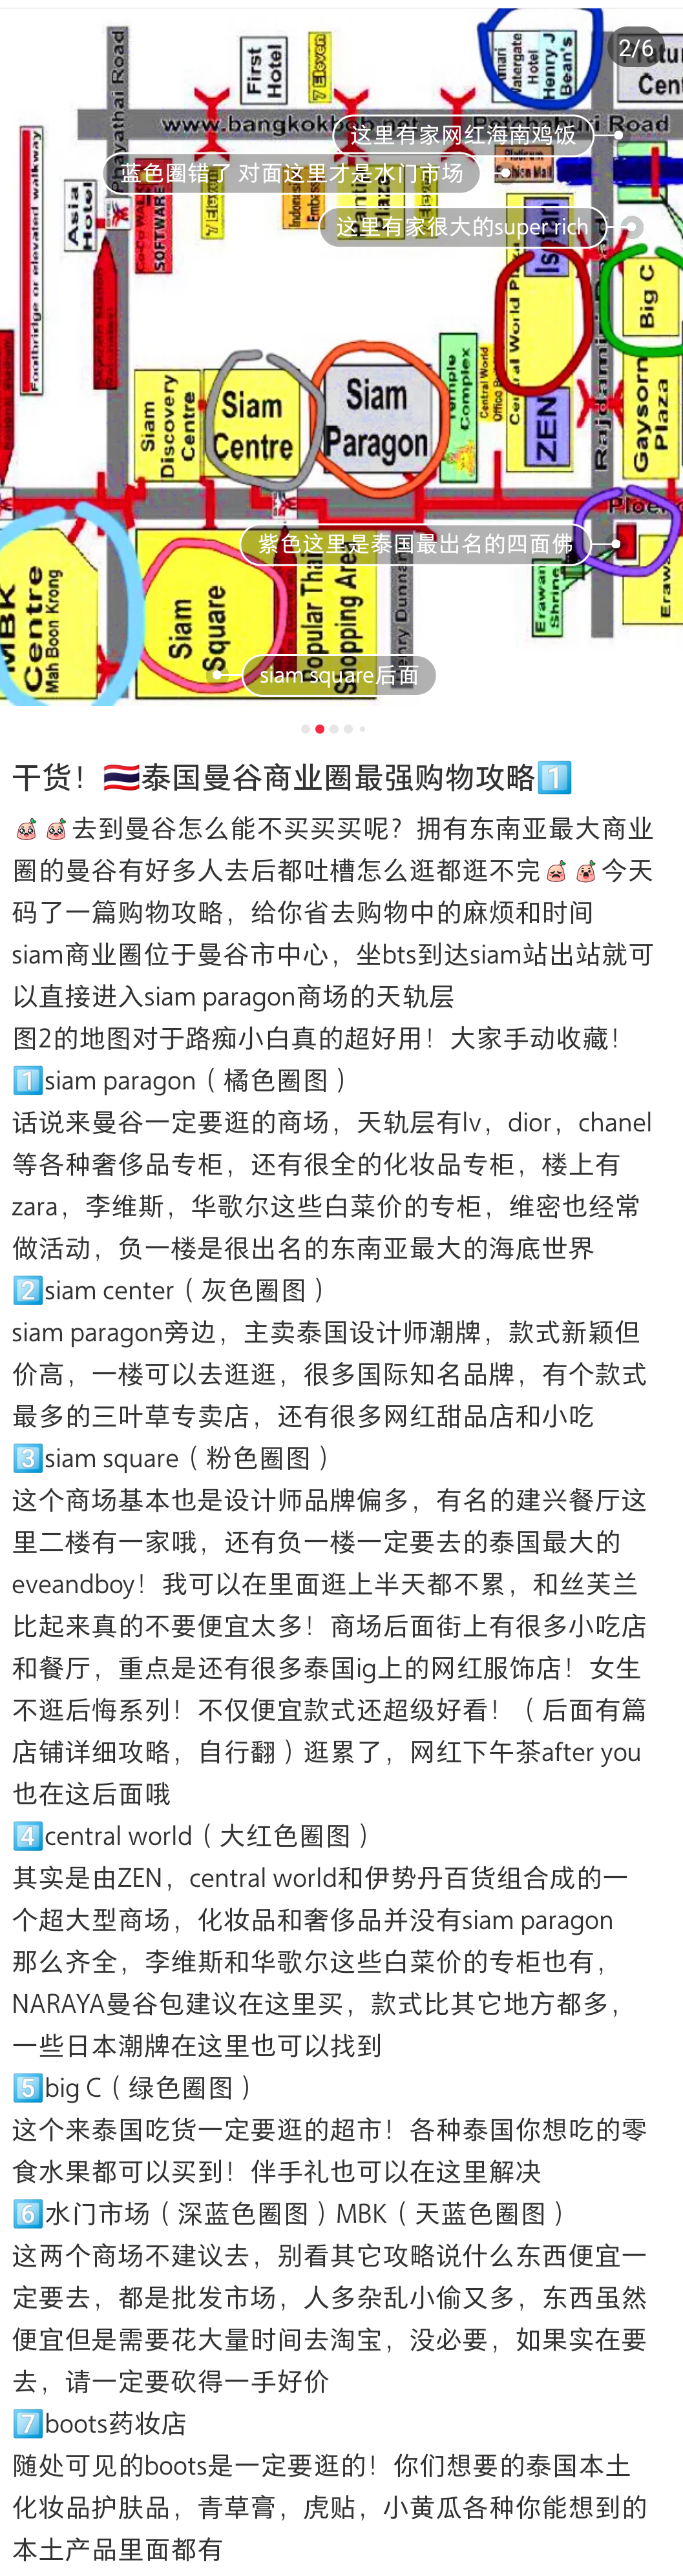 2/6
First
Hotel
7 Eleven
Amari
Watergate
Hotel
Henry J
Bean's
www.bangkokbob.net
Petchaburi Road
这里有家网红海南鸡饭
蓝色圈错了 对面这里才是水门市场
这里有家很大的super rich
Footbridge or elevated walkway
Asia
Hotel
SOFTWARE
Isetan
Central World Plaza
Big C
Siam
Discovery
Centre
Siam
Centre
Siam
Paragon
Temple
Complex
Central World
ZEN
Gaysorn
Plaza
紫色这里是泰国最出名的四面佛
MBK
Centre
Mah Boon Krong
Siam
Square
Popular Thai
Shopping Area
Henry Dunna
Erawan
Shrine
Eraw
siam square后面
干货！🇹🇭泰国曼谷商业圈最强购物攻略1️⃣
去到曼谷怎么能不买买买呢？拥有东南亚最大商业
圈的曼谷有好多人去后都吐槽怎么逛都逛不完今天
码了一篇购物攻略，给你省去购物中的麻烦和时间
siam商业圈位于曼谷市中心，坐bts到达siam站出站就可
以直接进入siam paragon商场的天轨层
图2的地图对于路痴小白真的超好用！大家手动收藏！
1️⃣siam paragon（橘色圈图）
话说来曼谷一定要逛的商场，天轨层有lv，dior，chanel
等各种奢侈品专柜，还有很全的化妆品专柜，楼上有
zara，李维斯，华歌尔这些白菜价的专柜，维密也经常
做活动，负一楼是很出名的东南亚最大的海底世界
2️⃣siam center（灰色圈图）
siam paragon旁边，主卖泰国设计师潮牌，款式新颖但
价高，一楼可以去逛逛，很多国际知名品牌，有个款式
最多的三叶草专卖店，还有很多网红甜品店和小吃
3️⃣siam square（粉色圈图）
这个商场基本也是设计师品牌偏多，有名的建兴餐厅这
里二楼有一家哦，还有负一楼一定要去的泰国最大的
eveandboy！我可以在里面逛上半天都不累，和丝芙兰
比起来真的不要便宜太多！商场后面街上有很多小吃店
和餐厅，重点是还有很多泰国ig上的网红服饰店！女生
不逛后悔系列！不仅便宜款式还超级好看！（后面有篇
店铺详细攻略，自行翻）逛累了，网红下午茶after you
也在这后面哦
4️⃣central world（大红色圈图）
其实是由ZEN，central world和伊势丹百货组合成的一
个超大型商场，化妆品和奢侈品并没有siam paragon
那么齐全，李维斯和华歌尔这些白菜价的专柜也有，
NARAYA曼谷包建议在这里买，款式比其它地方都多，
一些日本潮牌在这里也可以找到
5️⃣big C（绿色圈图）
这个来泰国吃货一定要逛的超市！各种泰国你想吃的零
食水果都可以买到！伴手礼也可以在这里解决
6️⃣水门市场（深蓝色圈图）MBK（天蓝色圈图）
这两个商场不建议去，别看其它攻略说什么东西便宜一
定要去，都是批发市场，人多杂乱小偷又多，东西虽然
便宜但是需要花大量时间去淘宝，没必要，如果实在要
去，请一定要砍得一手好价
7️⃣boots药妆店
随处可见的boots是一定要逛的！你们想要的泰国本土
化妆品护肤品，青草膏，虎贴，小黄瓜各种你能想到的
本土产品里面都有